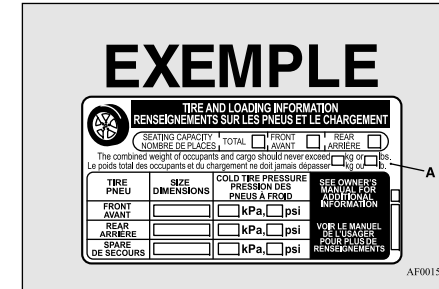 EXEMPLE
TIRE AND LOADING INFORMATION
RENSEIGNEMENTS SUR LES PNEUS ET LE CHARGEMENT
SEATING CAPACITY
NOMBRE DE PLACES
TOTAL
FRONT
AVANT
REAR
ARRIÈRE
The combined weight of occupants and cargo should never exceed kg or lbs.
Le poids total des occupants et du chargement ne doit jamais dépasser kg ou lb.
A
TIRE
PNEU
SIZE
DIMENSIONS
COLD TIRE PRESSURE
PRESSION DES
PNEUS À FROID
SEE OWNER'S
MANUAL FOR
ADDITIONAL
INFORMATION
FRONT
AVANT
kPa, psi
REAR
ARRIÈRE
kPa, psi
SPARE
DE SECOURS
kPa, psi
VOIR LE MANUEL
DE L'USAGER
POUR PLUS DE
RENSEIGNEMENTS
AF0015